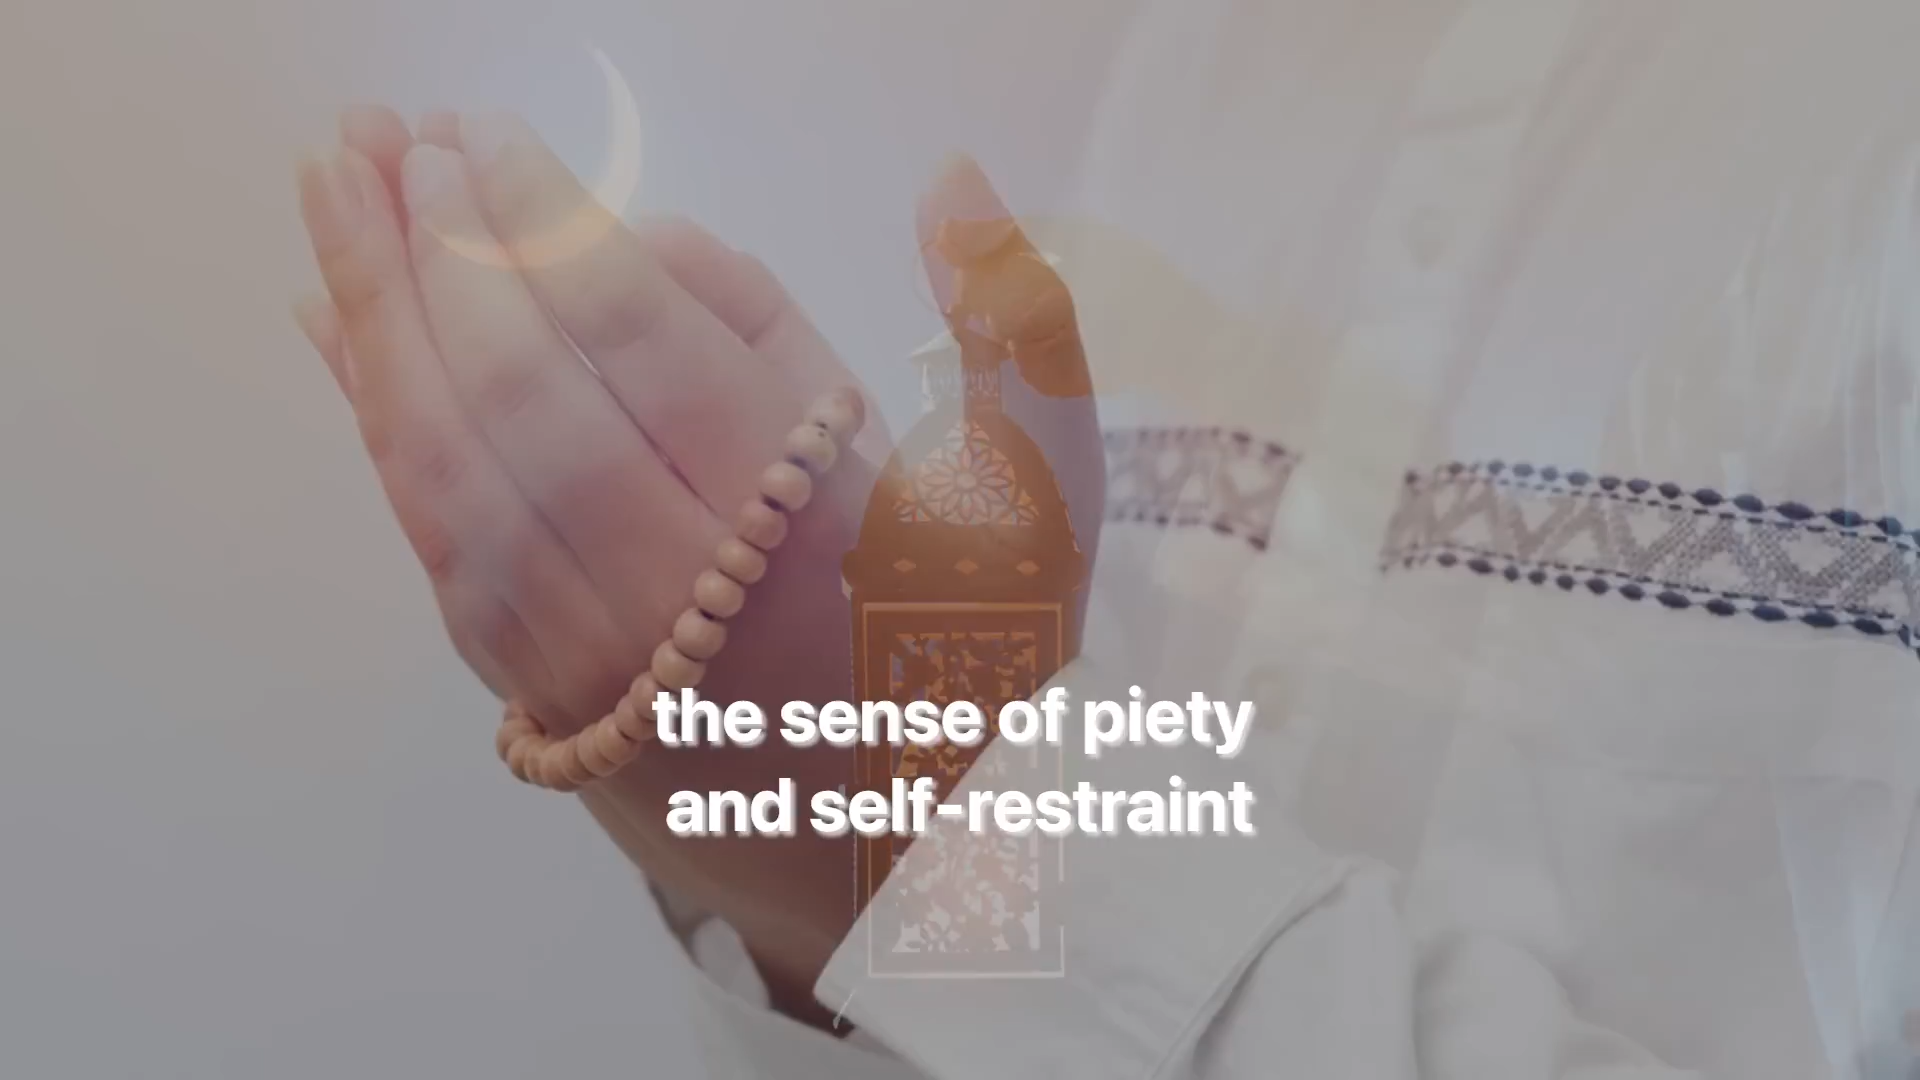 the sense of piety
and self-restraint